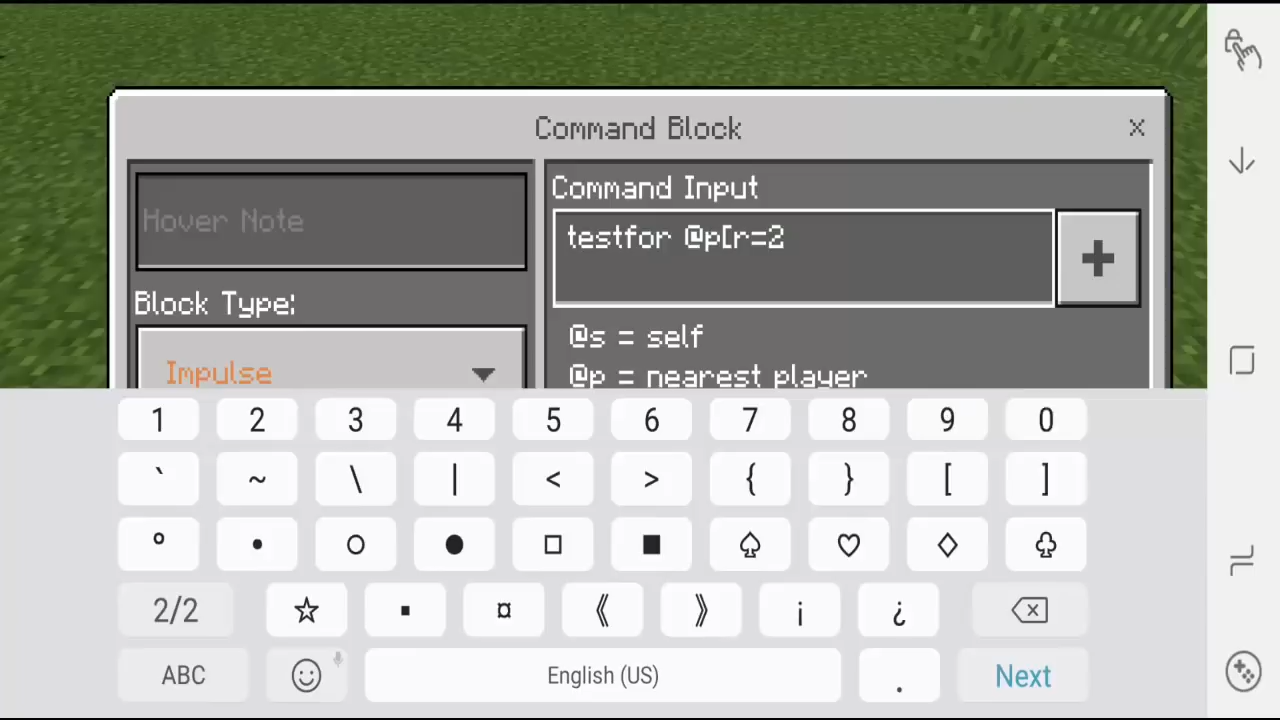 Command Block
Hover Note
Block Type:
Impulse
Command Input
testfor @p[r=2
@s = self
@p = nearest player
1 2 3 4 5 6 7 8 9 0
` ~ \ | < > { } [ ]
° • ○ ● □ ■ ♤ ♡ ◇ ♧
2/2 ☆ ▪ ¤ 《 》 ¡ ¿
ABC English (US) . Next